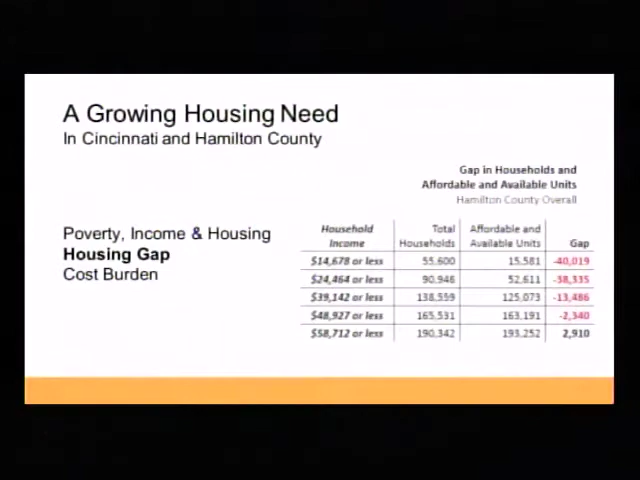 A Growing Housing Need
In Cincinnati and Hamilton County
Gap in Households and
Affordable and Available Units
Hamilton County Overall
Poverty, Income & Housing
Housing Gap
Cost Burden
Household Income Total Households Affordable and Available Units Gap
$14,678 or less 55,600 15,581 -40,019
$24,464 or less 90,946 52,611 -38,335
$39,142 or less 138,559 125,073 -13,486
$48,927 or less 165,531 163,191 -2,340
$58,712 or less 190,342 193,252 2,910